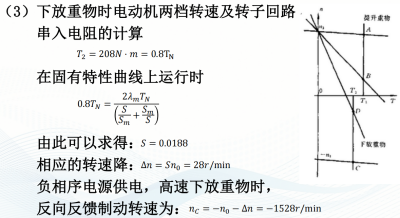 （3）下放重物时电动机两档转速及转子回路
串入电阻的计算
T₂ = 208N · m = 0.8T_N
在固有特性曲线上运行时
0.8T_N = 2λ_mT_N / (S/S_m + S_m/S)
由此可以求得：S = 0.0188
相应的转速降：Δn = Sn₀ = 28r/min
负相序电源供电，高速下放重物时，
反向反馈制动转速为：n_C = −n₀ − Δn = −1528r/min
n
提升重物
n₀
A
B
0
T₂
T₁
T
D
下放重物
−n₀
C